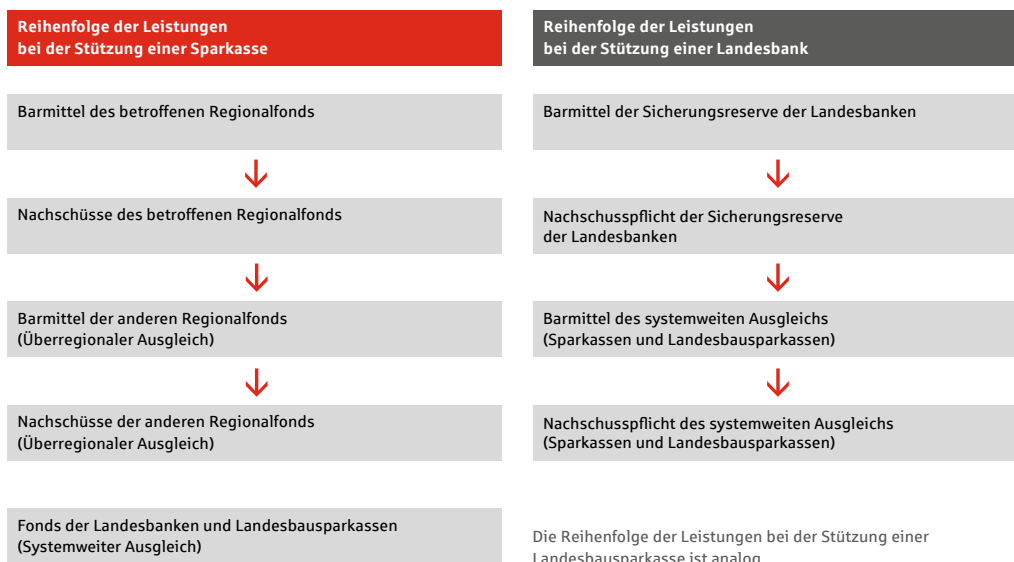 Reihenfolge der Leistungen
bei der Stützung einer Sparkasse
Barmittel des betroffenen Regionalfonds
Nachschüsse des betroffenen Regionalfonds
Barmittel der anderen Regionalfonds
(Überregionaler Ausgleich)
Nachschüsse der anderen Regionalfonds
(Überregionaler Ausgleich)
Fonds der Landesbanken und Landesbausparkassen
(Systemweiter Ausgleich)
Reihenfolge der Leistungen
bei der Stützung einer Landesbank
Barmittel der Sicherungsreserve der Landesbanken
Nachschusspflicht der Sicherungsreserve
der Landesbanken
Barmittel des systemweiten Ausgleichs
(Sparkassen und Landesbausparkassen)
Nachschusspflicht des systemweiten Ausgleichs
(Sparkassen und Landesbausparkassen)
Die Reihenfolge der Leistungen bei der Stützung einer
Landesbausparkasse ist analog